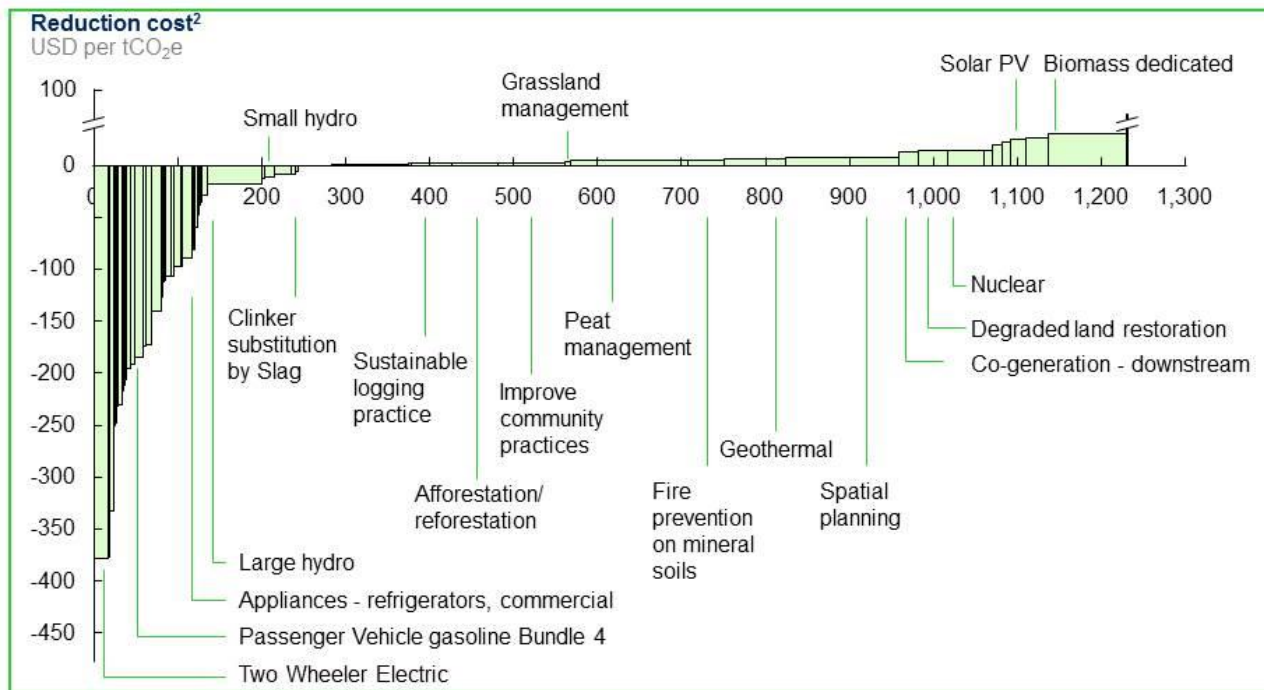 Reduction cost²
USD per tCO₂e
Solar PV
Biomass dedicated
Grassland
management
Small hydro
100
0
0
200
300
400
500
600
700
800
900
1,000
1,100
1,200
1,300
-100
-150
-200
-250
-300
-350
-400
-450
Clinker
substitution
by Slag
Sustainable
logging
practice
Afforestation/
reforestation
Improve
community
practices
Peat
management
Fire
prevention
on mineral
soils
Geothermal
Spatial
planning
Nuclear
Degraded land restoration
Co-generation - downstream
Large hydro
Appliances - refrigerators, commercial
Passenger Vehicle gasoline Bundle 4
Two Wheeler Electric